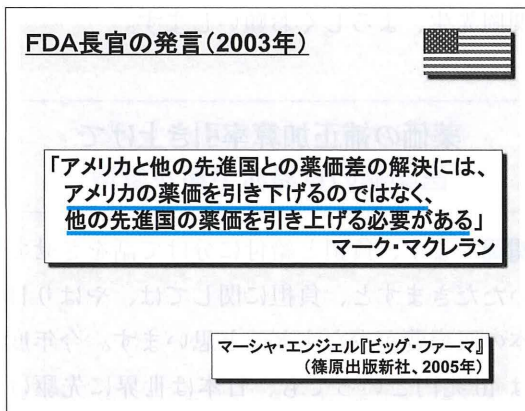 FDA長官の発言(2003年)
「アメリカと他の先進国との薬価差の解決には、
アメリカの薬価を引き下げるのではなく、
他の先進国の薬価を引き上げる必要がある」
マーク・マクレラン
マーシャ・エンジェル『ビッグ・ファーマ』
(篠原出版新社、2005年)